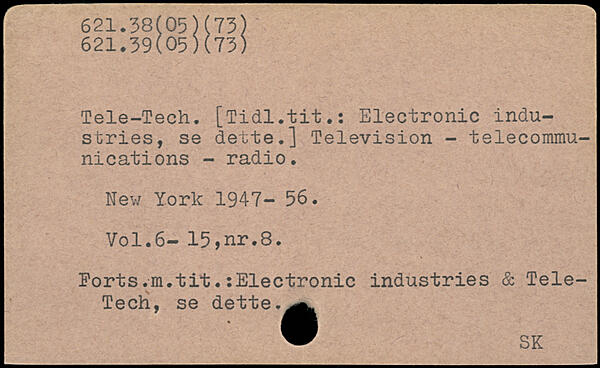 621.38(05)(73)
621.39(05)(73)
Tele-Tech. [Tidl.tit.: Electronic indu-
stries, se dette.] Television - telecommu-
nications - radio.
New York 1947- 56.
Vol.6- 15,nr.8.
Forts.m.tit.:Electronic industries & Tele-
Tech, se dette.
SK